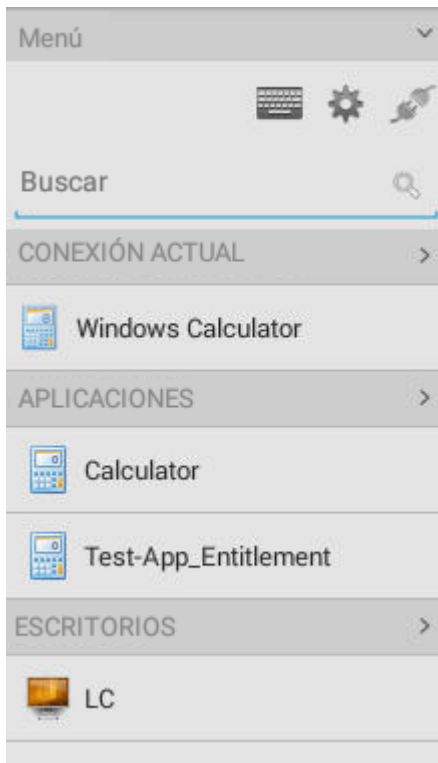 Menú
Buscar
CONEXIÓN ACTUAL
Windows Calculator
APLICACIONES
Calculator
Test-App_Entitlement
ESCRITORIOS
LC